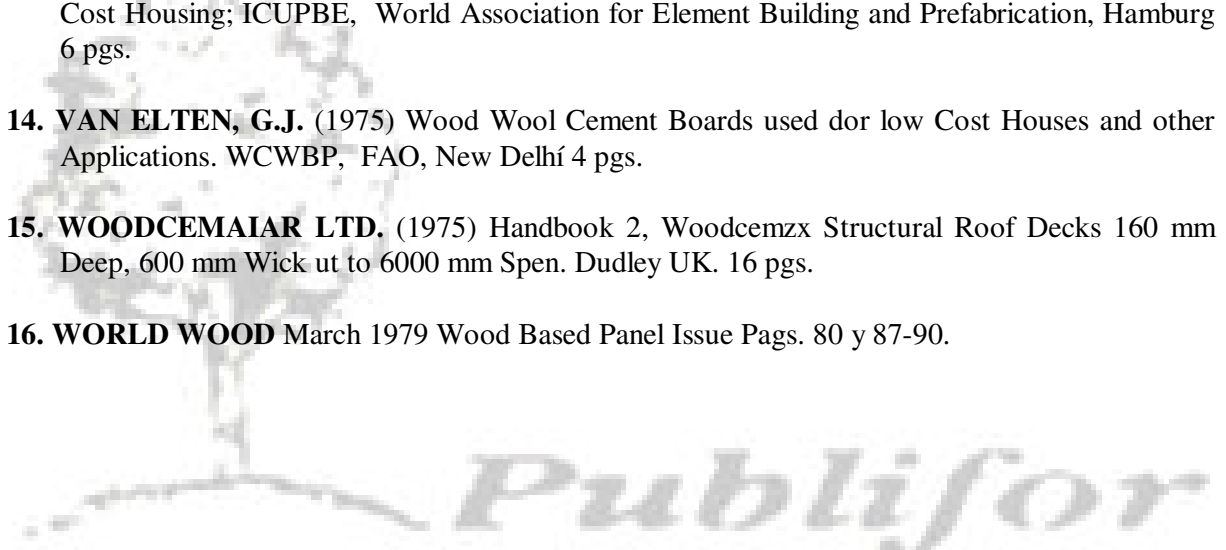 Cost Housing; ICUPBE, World Association for Element Building and Prefabrication, Hamburg
6 pgs.
14. VAN ELTEN, G.J. (1975) Wood Wool Cement Boards used dor low Cost Houses and other
Applications. WCWBP, FAO, New Delhí 4 pgs.
15. WOODCEMAIAR LTD. (1975) Handbook 2, Woodcemzx Structural Roof Decks 160 mm
Deep, 600 mm Wick ut to 6000 mm Spen. Dudley UK. 16 pgs.
16. WORLD WOOD March 1979 Wood Based Panel Issue Pags. 80 y 87-90.
Publifor